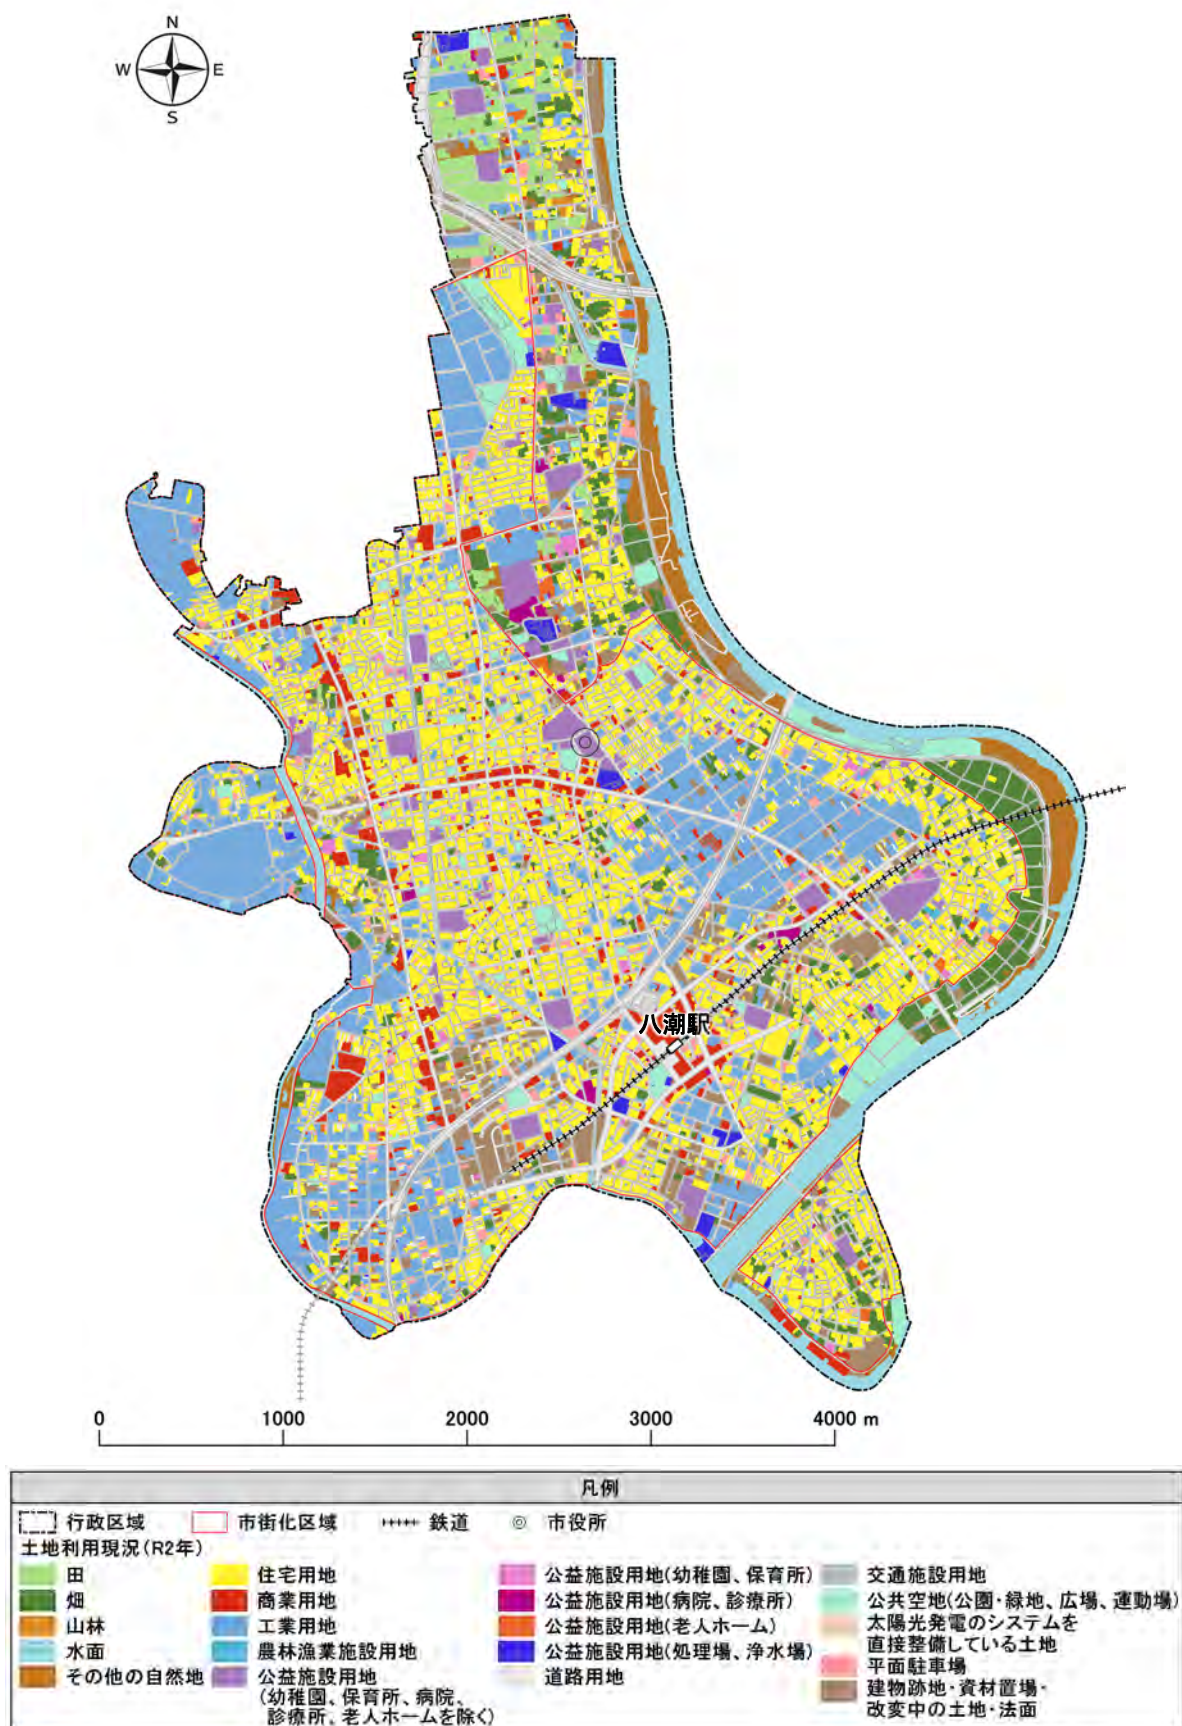 N
W E
S
八潮駅
0 1000 2000 3000 4000 m
凡例
行政区域 市街化区域 鉄道 市役所
土地利用現況(R2年)
田
畑
山林
水面
その他の自然地
住宅用地
商業用地
工業用地
農林漁業施設用地
公益施設用地
(幼稚園、保育所、病院、
診療所、老人ホームを除く)
公益施設用地(幼稚園、保育所)
公益施設用地(病院、診療所)
公益施設用地(老人ホーム)
公益施設用地(処理場、浄水場)
道路用地
交通施設用地
公共空地(公園・緑地、広場、運動場)
太陽光発電のシステムを
直接整備している土地
平面駐車場
建物跡地・資材置場・
改変中の土地・法面